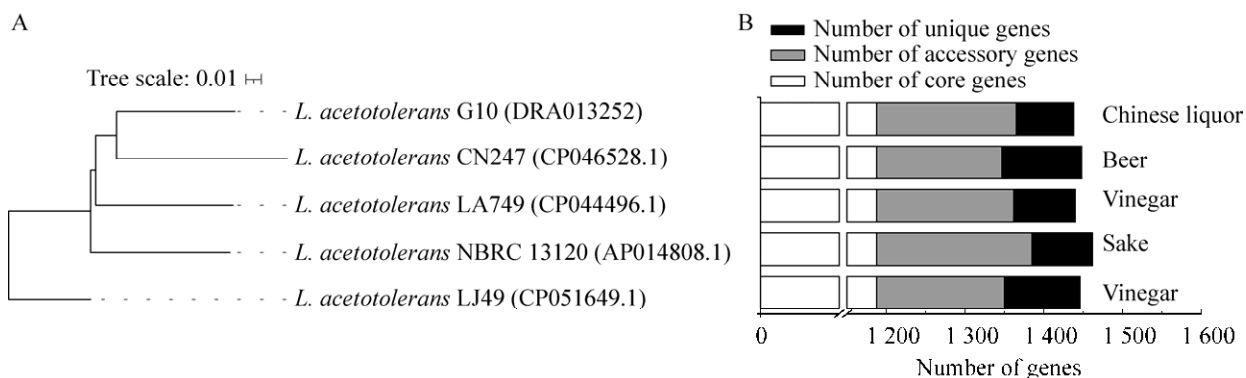 A
Tree scale: 0.01
L. acetotolerans G10 (DRA013252)
L. acetotolerans CN247 (CP046528.1)
L. acetotolerans LA749 (CP044496.1)
L. acetotolerans NBRC 13120 (AP014808.1)
L. acetotolerans LJ49 (CP051649.1)
B
Number of unique genes
Number of accessory genes
Number of core genes
Chinese liquor
Beer
Vinegar
Sake
Vinegar
0 1 200 1 300 1 400 1 500 1 600
Number of genes